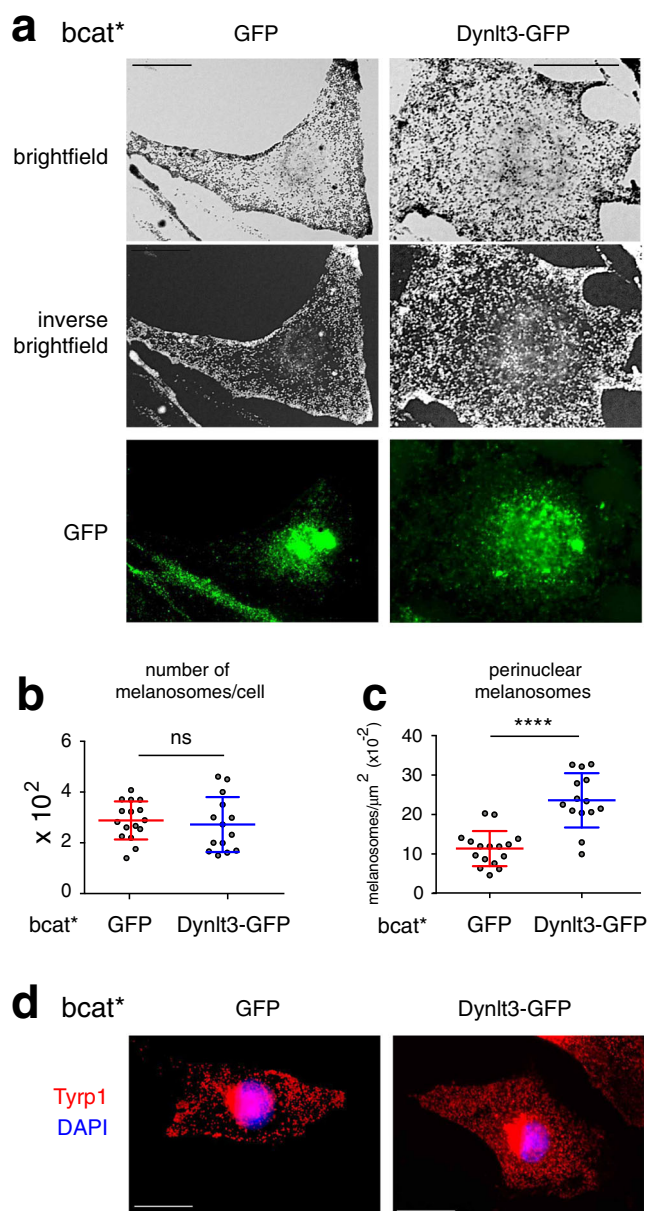 a bcat* GFP Dynlt3-GFP
brightfield
inverse
brightfield
GFP
b number of
melanosomes/cell
ns
6
4
2
0
x 10²
bcat* GFP Dynlt3-GFP
c perinuclear
melanosomes
****
40
30
20
10
0
melanosomes/μm² (x10⁻²)
bcat* GFP Dynlt3-GFP
d bcat* GFP Dynlt3-GFP
Tyrp1
DAPI